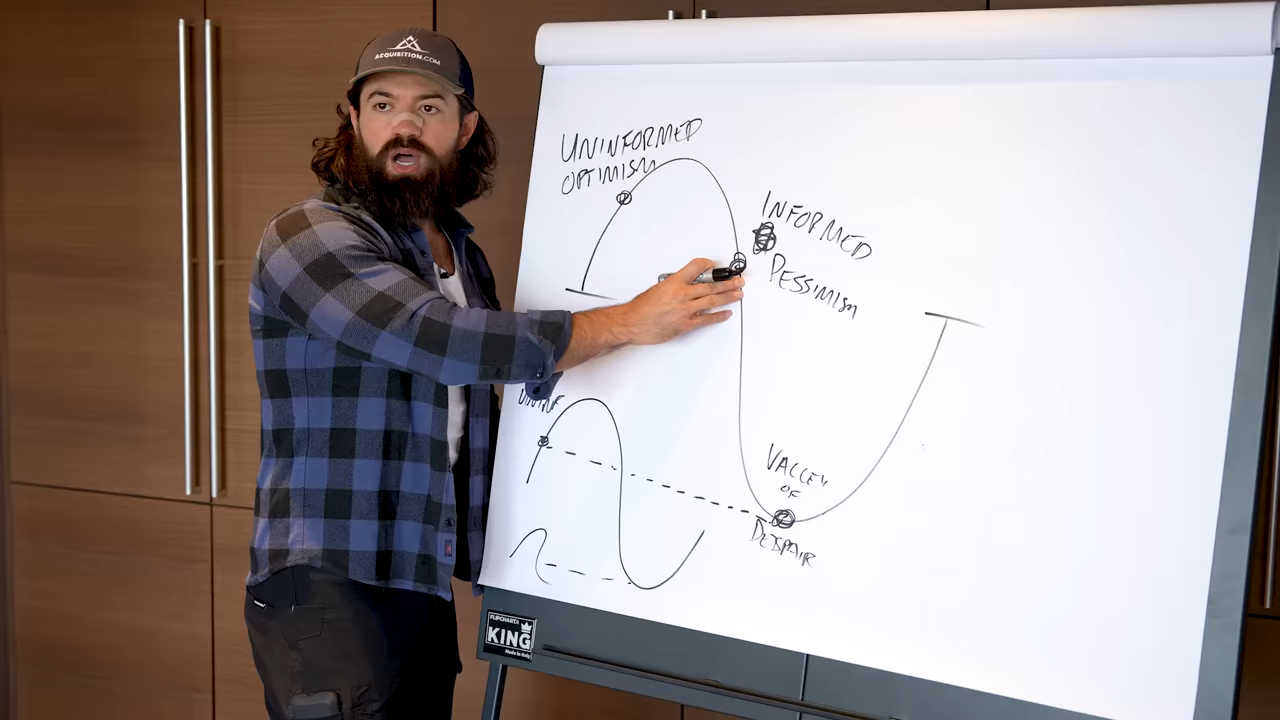 ACQUISITION.COM
UNINFORMED
OPTIMISM
INFORMED
PESSIMISM
VALLEY
OF
DESPAIR
FLIPCHARTS
KING
Made in Italy